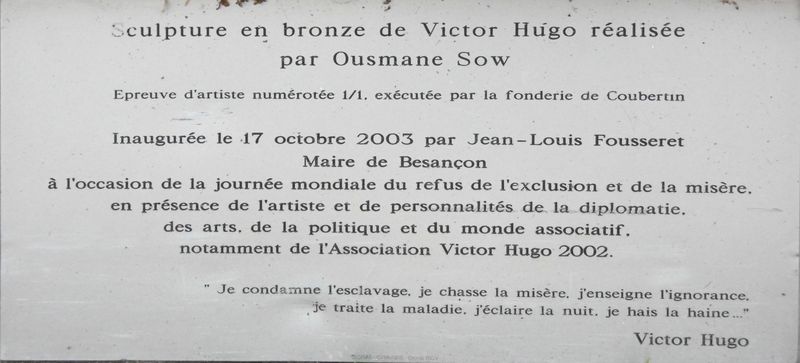 Sculpture en bronze de Victor Hugo réalisée
par Ousmane Sow
Epreuve d'artiste numérotée 1/1, exécutée par la fonderie de Coubertin
Inaugurée le 17 octobre 2003 par Jean-Louis Fousseret
Maire de Besançon
à l'occasion de la journée mondiale du refus de l'exclusion et de la misère,
en présence de l'artiste et de personnalités de la diplomatie,
des arts, de la politique et du monde associatif,
notamment de l'Association Victor Hugo 2002.
" Je condamne l'esclavage, je chasse la misère, j'enseigne l'ignorance,
je traite la maladie, j'éclaire la nuit, je hais la haine..."
Victor Hugo